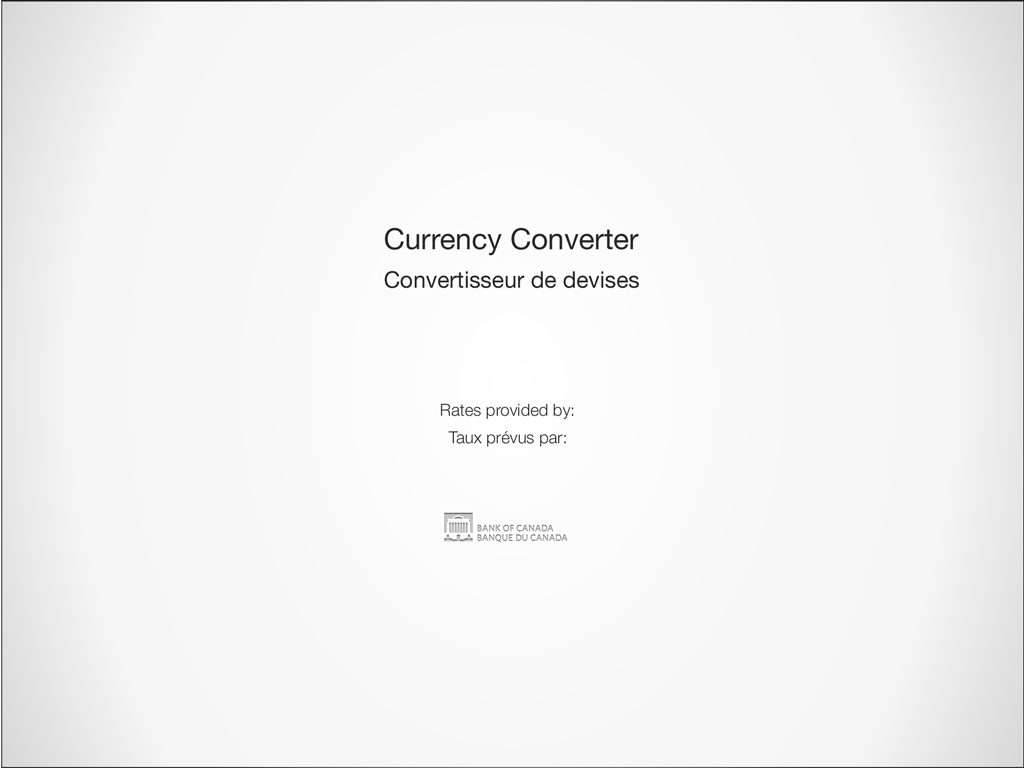 Currency Converter
Convertisseur de devises
Rates provided by:
Taux prévus par:
BANK OF CANADA
BANQUE DU CANADA